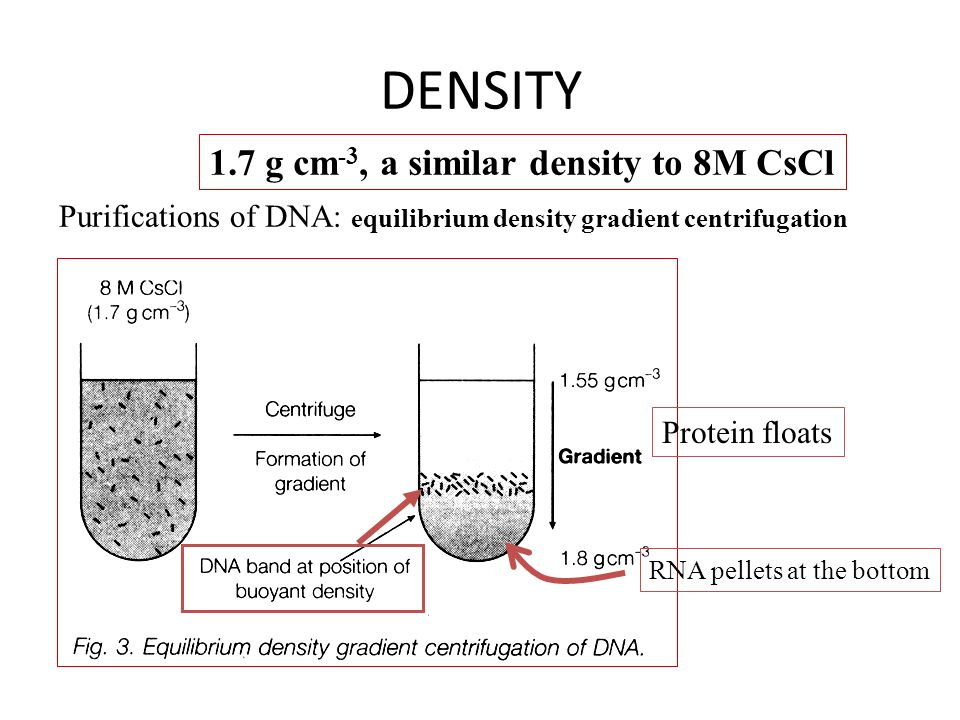 DENSITY
1.7 g cm-3, a similar density to 8M CsCl
Purifications of DNA: equilibrium density gradient centrifugation
8 M CsCl
(1.7 g cm–3)
Centrifuge
Formation of
gradient
1.55 gcm–3
Protein floats
Gradient
1.8 gcm–3
RNA pellets at the bottom
DNA band at position of
buoyant density
Fig. 3. Equilibrium density gradient centrifugation of DNA.